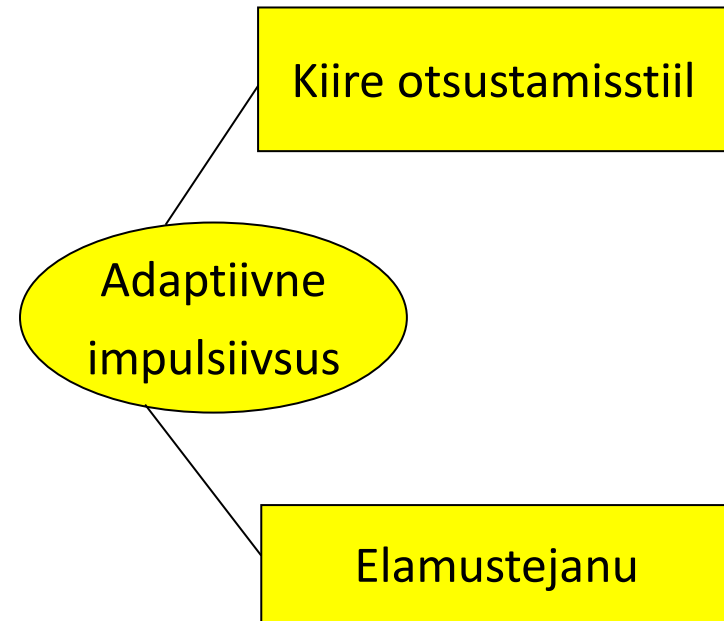 Kiire otsustamisstiil
Adaptiivne
impulsiivsus
Elamustejanu